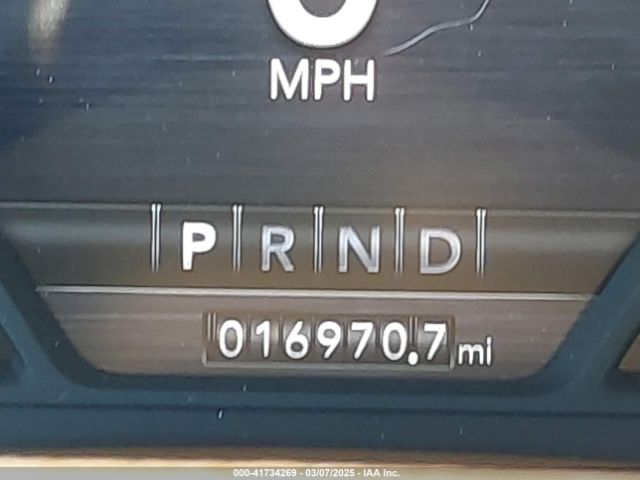 MPH
P R N D
016970.7 mi
000-41734269 - 03/07/2025 - IAA Inc.